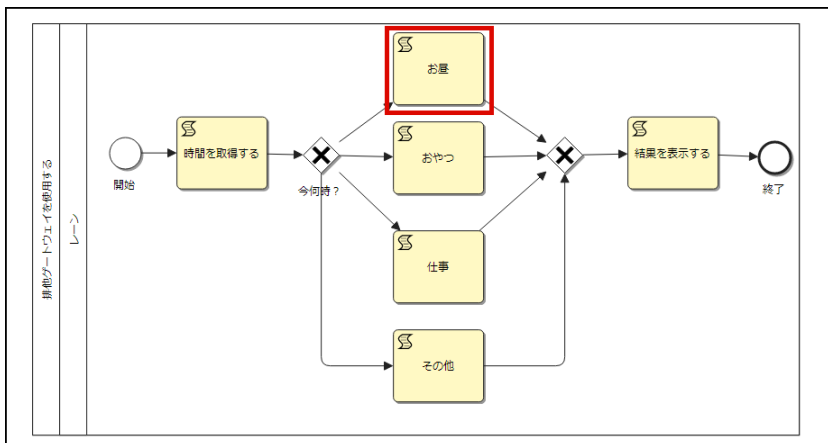 排他ゲートウェイを使用する
レーン
開始
時間を取得する
今何時？
お昼
おやつ
仕事
その他
結果を表示する
終了